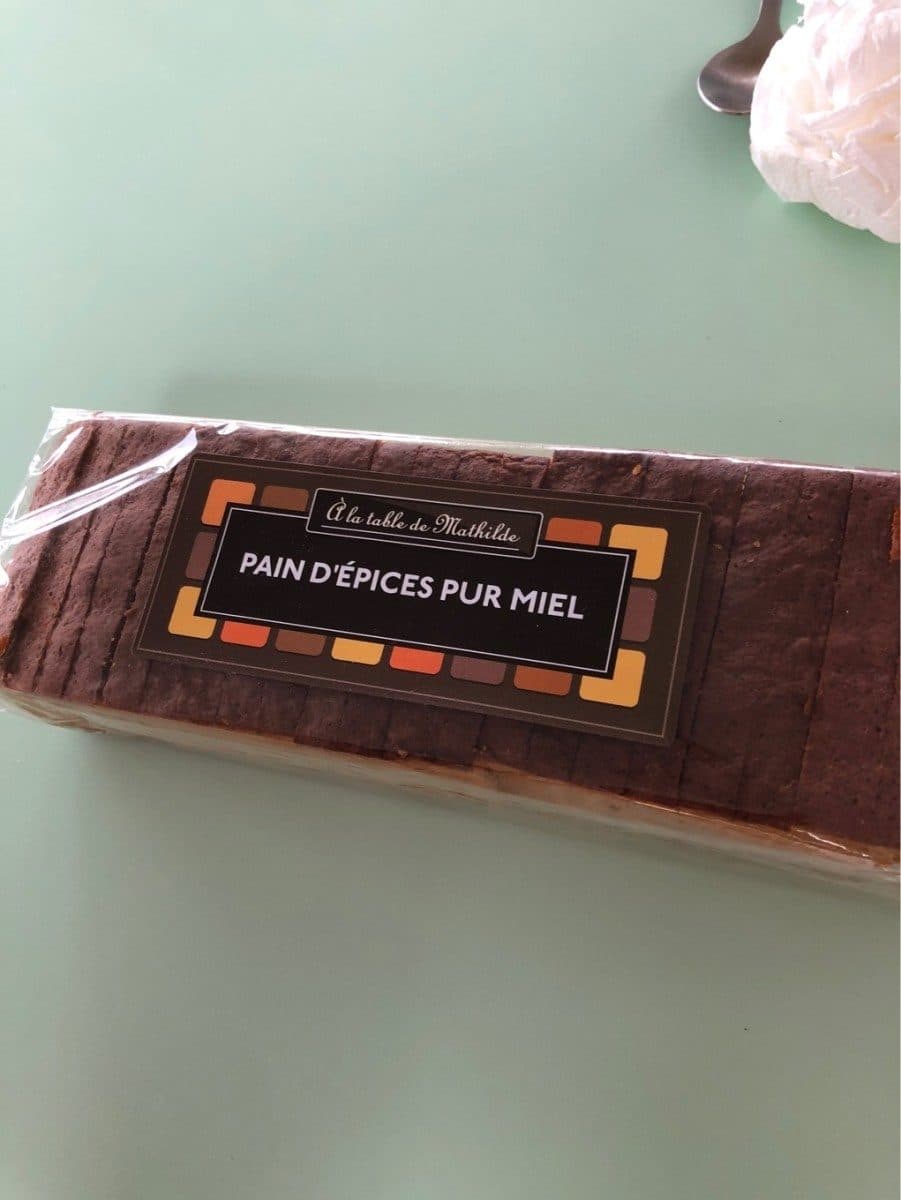 À la table de Mathilde
PAIN D'ÉPICES PUR MIEL